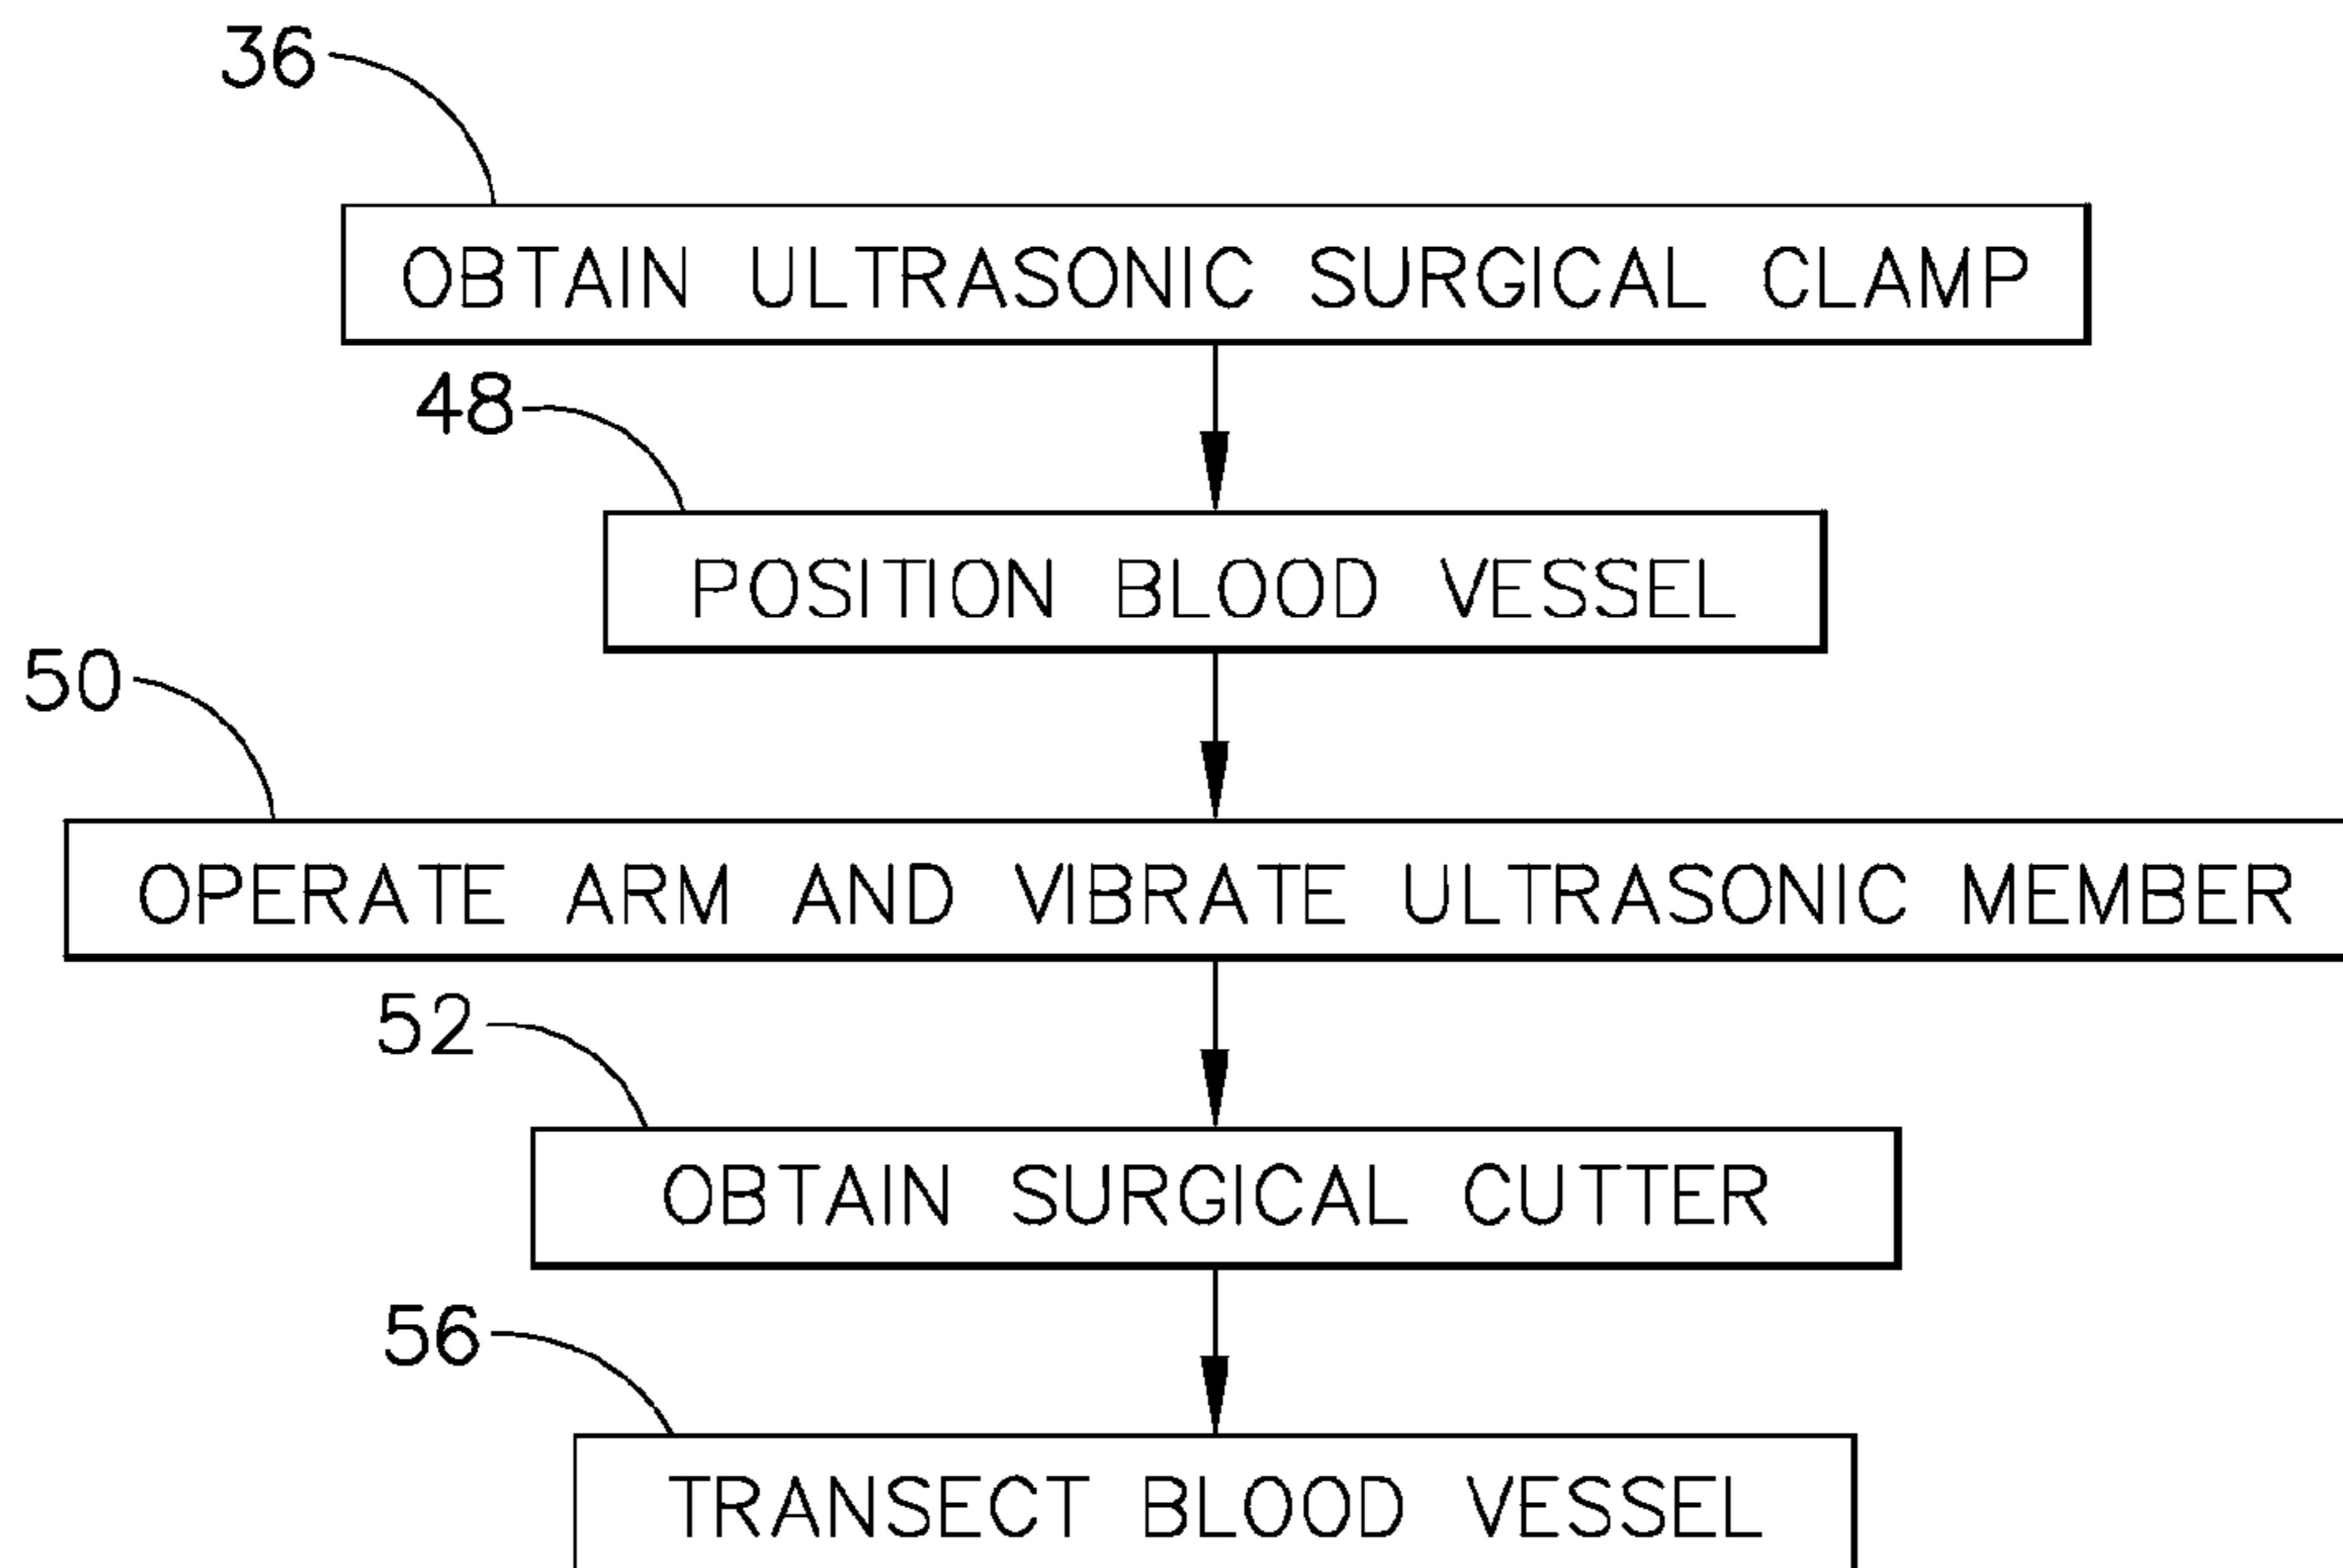 36
OBTAIN ULTRASONIC SURGICAL CLAMP
48
POSITION BLOOD VESSEL
50
OPERATE ARM AND VIBRATE ULTRASONIC MEMBER
52
OBTAIN SURGICAL CUTTER
56
TRANSECT BLOOD VESSEL